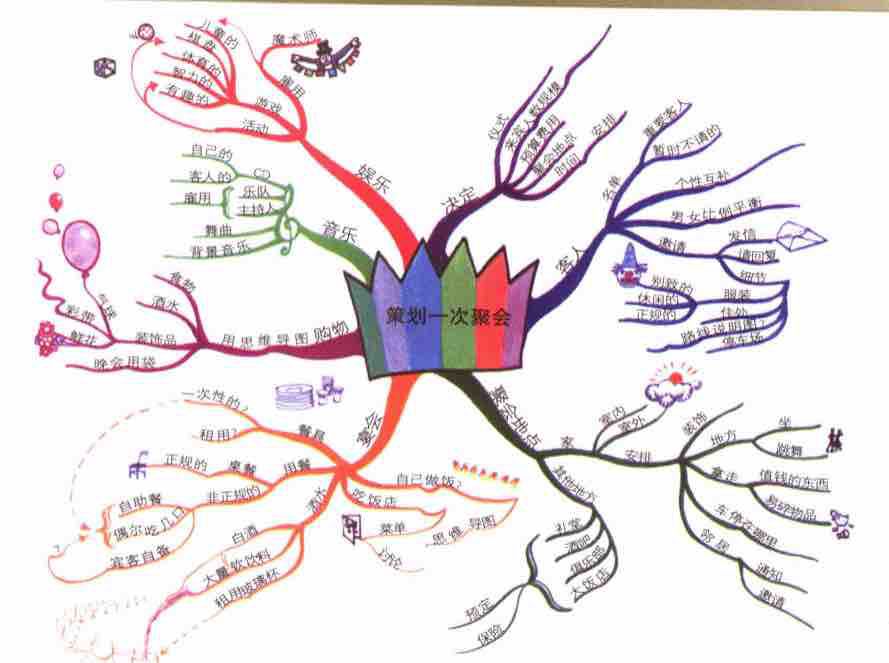 策划一次聚会
娱乐
雇用
魔术师
游戏
儿童的
棋盘
体育的
智力的
有趣的
活动
音乐
CD
自己的
客人的
雇用
乐队
主持人
舞曲
背景音乐
用思维导图购物
食物
酒水
装饰品
气球
彩带
鲜花
晚会用袋
宴会
餐具
一次性的?
租用?
用餐
桌餐
正规的
非正规的
自助餐
偶尔吃几口
宾客自备
酒水
白酒
大量软饮料
租用玻璃杯
自己做饭?
吃饭店
菜单
讨论
思维导图
决定
仪式
来宾人数规模
预算费用
聚会地点
时间
安排
客人
名单
重要客人
暂时不请的
个性互补
男女比例平衡
邀请
发信
请回复
细节
服装
别致的
休闲的
正规的
住处
路线说明图?
停车场
聚会地点
家
室内
室外
安排
装饰
地方
坐
跳舞
拿走
值钱的东西
易碎物品
车停在哪里
邻居
通知
邀请
其他地方
礼堂
酒吧
俱乐部
大饭店
预定
保险